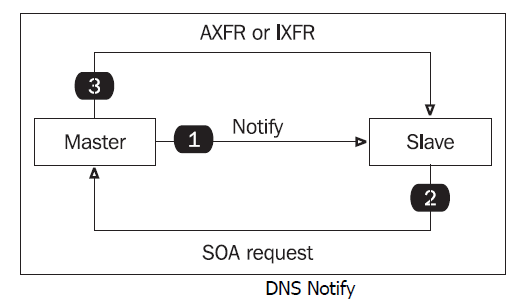 AXFR or IXFR
3
Master
1
Notify
Slave
2
SOA request
DNS Notify